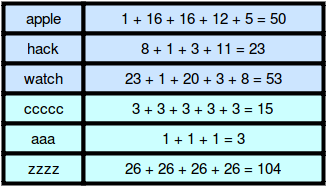 apple 1 + 16 + 16 + 12 + 5 = 50
hack 8 + 1 + 3 + 11 = 23
watch 23 + 1 + 20 + 3 + 8 = 53
ccccc 3 + 3 + 3 + 3 + 3 = 15
aaa 1 + 1 + 1 = 3
zzzz 26 + 26 + 26 + 26 = 104